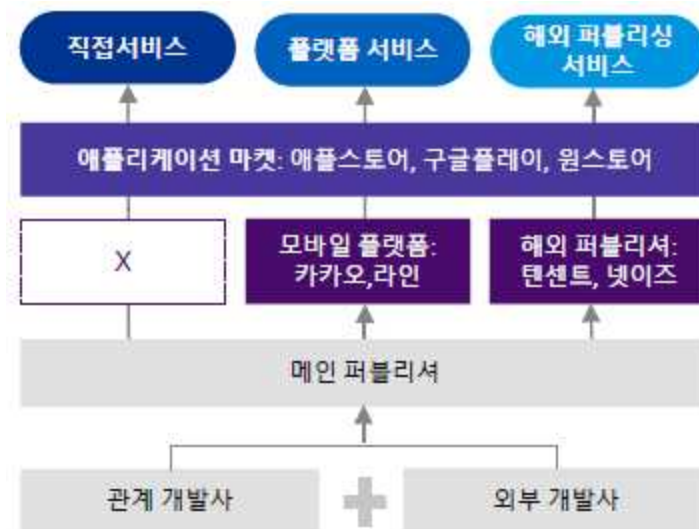 직접서비스
플랫폼 서비스
해외 퍼블리싱
서비스
애플리케이션 마켓: 애플스토어, 구글플레이, 원스토어
X
모바일 플랫폼:
카카오,라인
해외 퍼블리셔:
텐센트, 넷이즈
메인 퍼블리셔
관계 개발사
외부 개발사